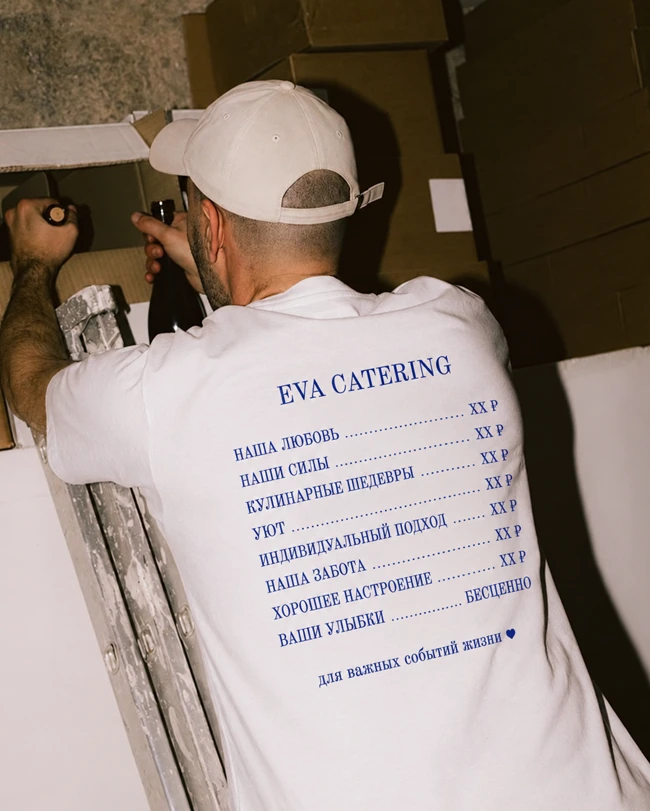 EVA CATERING
НАША ЛЮБОВЬ ........................ XX ₽
НАШИ СИЛЫ ........................... XX ₽
КУЛИНАРНЫЕ ШЕДЕВРЫ ........... XX ₽
УЮТ ...................................... XX ₽
ИНДИВИДУАЛЬНЫЙ ПОДХОД ...... XX ₽
НАША ЗАБОТА ........................ XX ₽
ХОРОШЕЕ НАСТРОЕНИЕ ............ XX ₽
ВАШИ УЛЫБКИ ............... БЕСЦЕННО
для важных событий жизни ♥